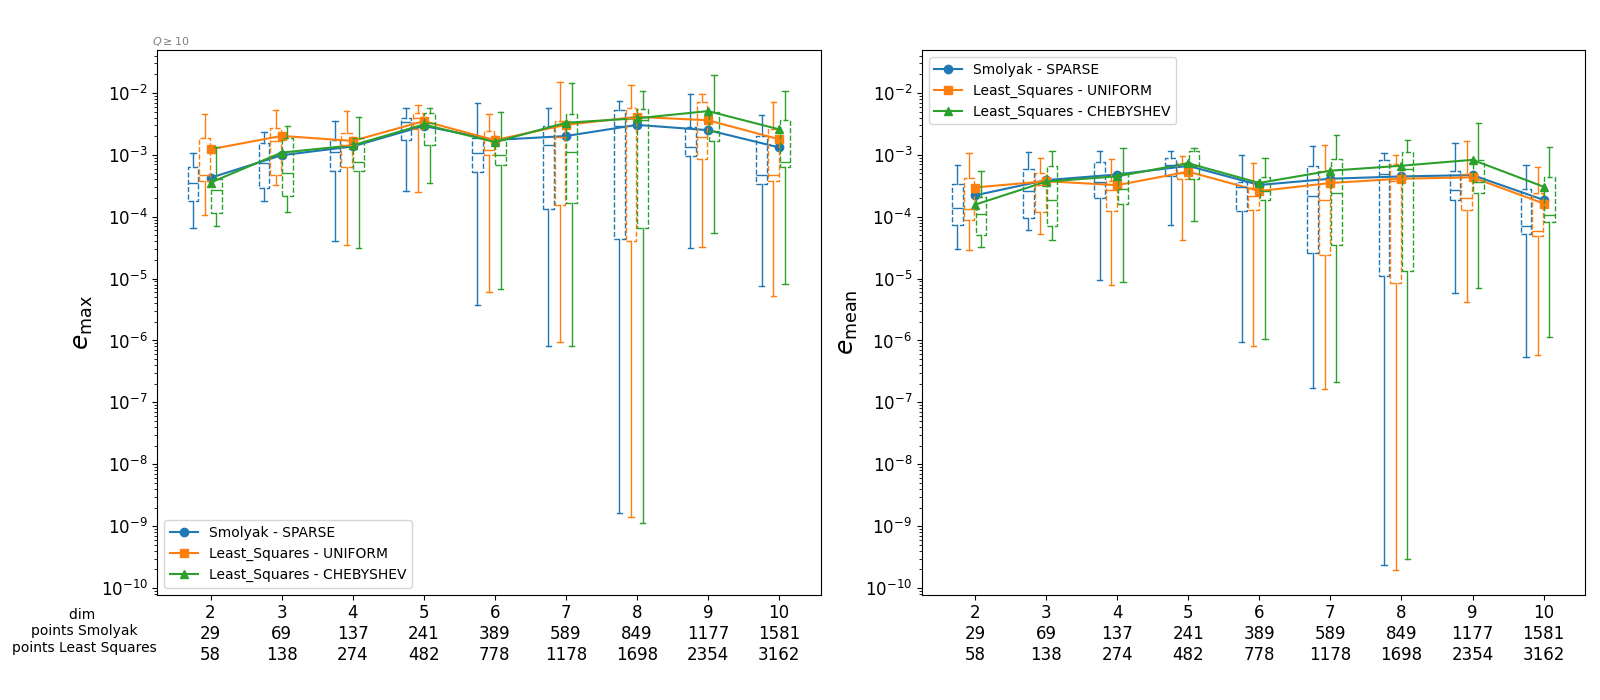 Q ≥ 10
10⁻²
10⁻³
10⁻⁴
10⁻⁵
10⁻⁶
10⁻⁷
10⁻⁸
10⁻⁹
10⁻¹⁰
e_max
Smolyak - SPARSE
Least_Squares - UNIFORM
Least_Squares - CHEBYSHEV
dim
points Smolyak
points Least Squares
2 3 4 5 6 7 8 9 10
29 69 137 241 389 589 849 1177 1581
58 138 274 482 778 1178 1698 2354 3162
10⁻²
10⁻³
10⁻⁴
10⁻⁵
10⁻⁶
10⁻⁷
10⁻⁸
10⁻⁹
10⁻¹⁰
e_mean
Smolyak - SPARSE
Least_Squares - UNIFORM
Least_Squares - CHEBYSHEV
2 3 4 5 6 7 8 9 10
29 69 137 241 389 589 849 1177 1581
58 138 274 482 778 1178 1698 2354 3162